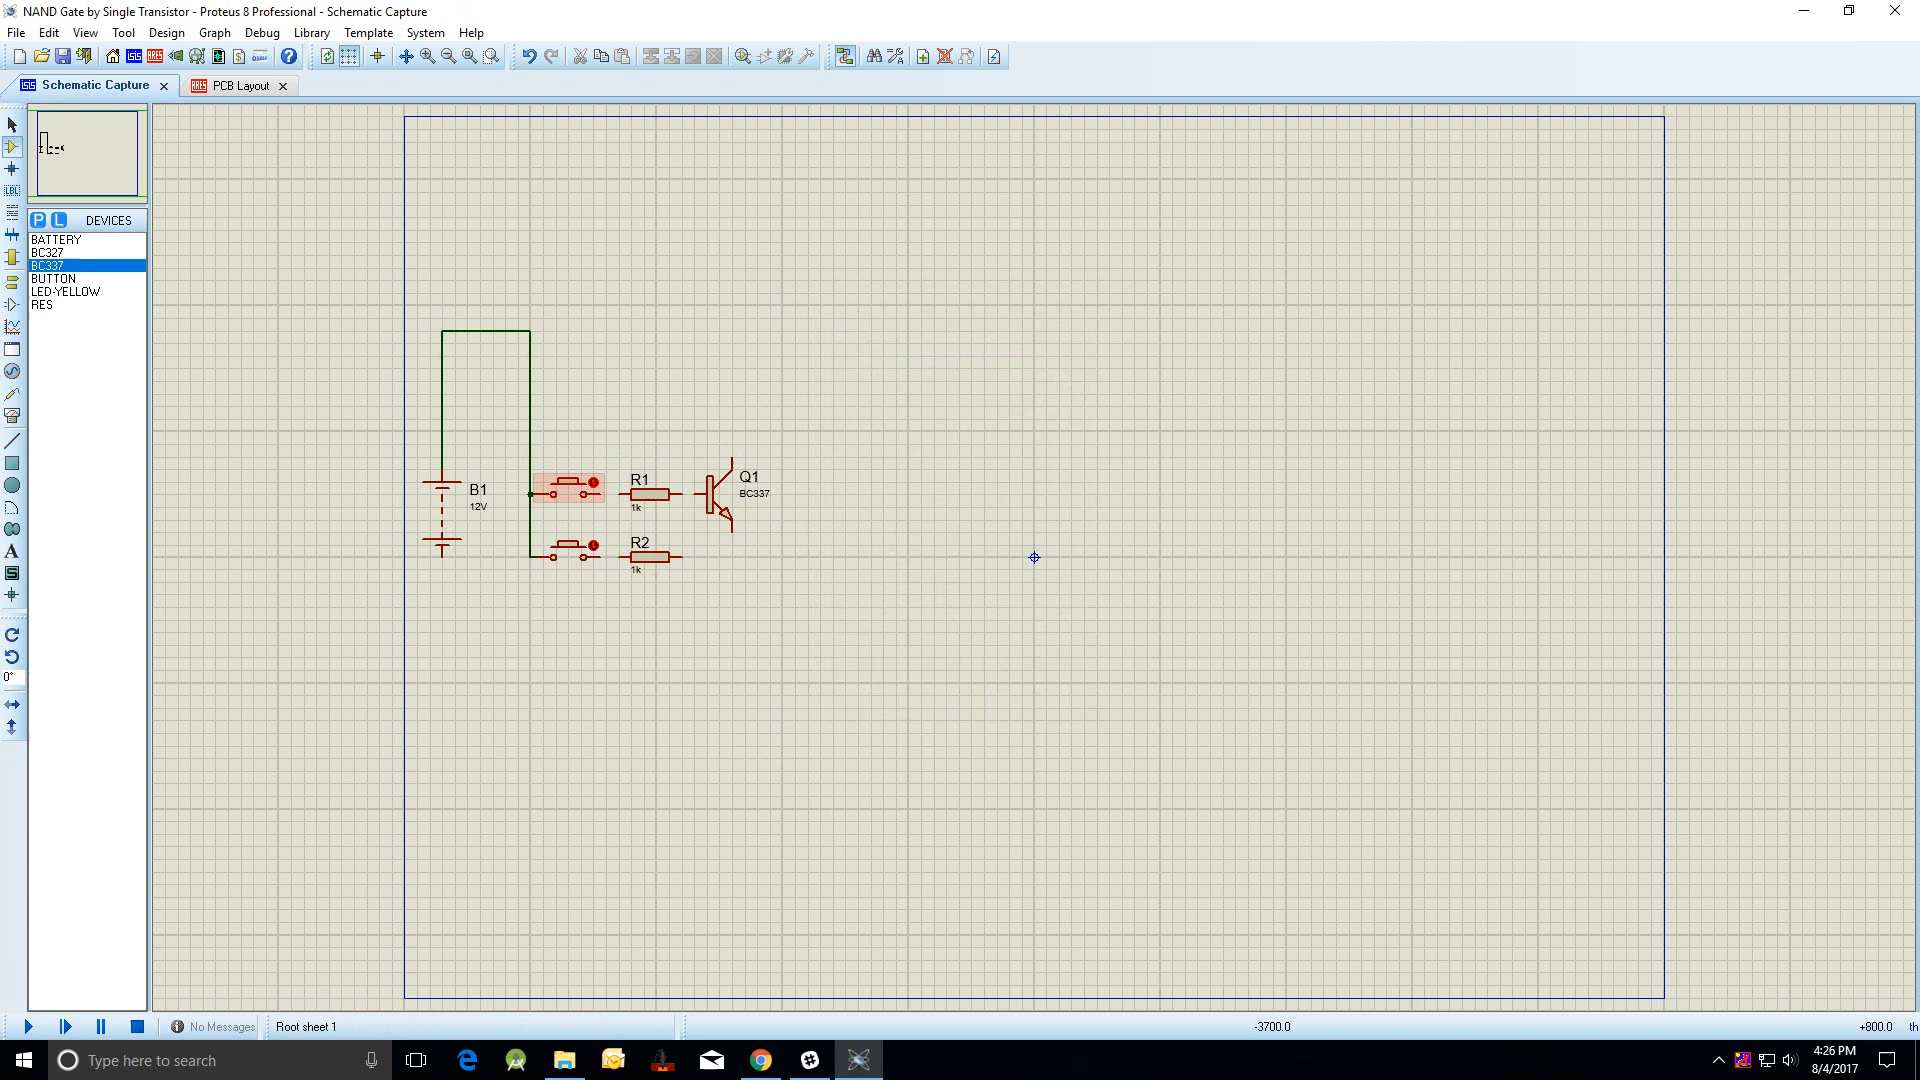 NAND Gate by Single Transistor - Proteus 8 Professional - Schematic Capture
File Edit View Tool Design Graph Debug Library Template System Help
Schematic Capture
PCB Layout
LBL
P L DEVICES
BATTERY
BC327
BC337
BUTTON
LED-YELLOW
RES
B1
12V
R1
1k
Q1
BC337
R2
1k
A
S
0°
No Messages
Root sheet 1
-3700.0
+800.0
th
Type here to search
4:26 PM
8/4/2017